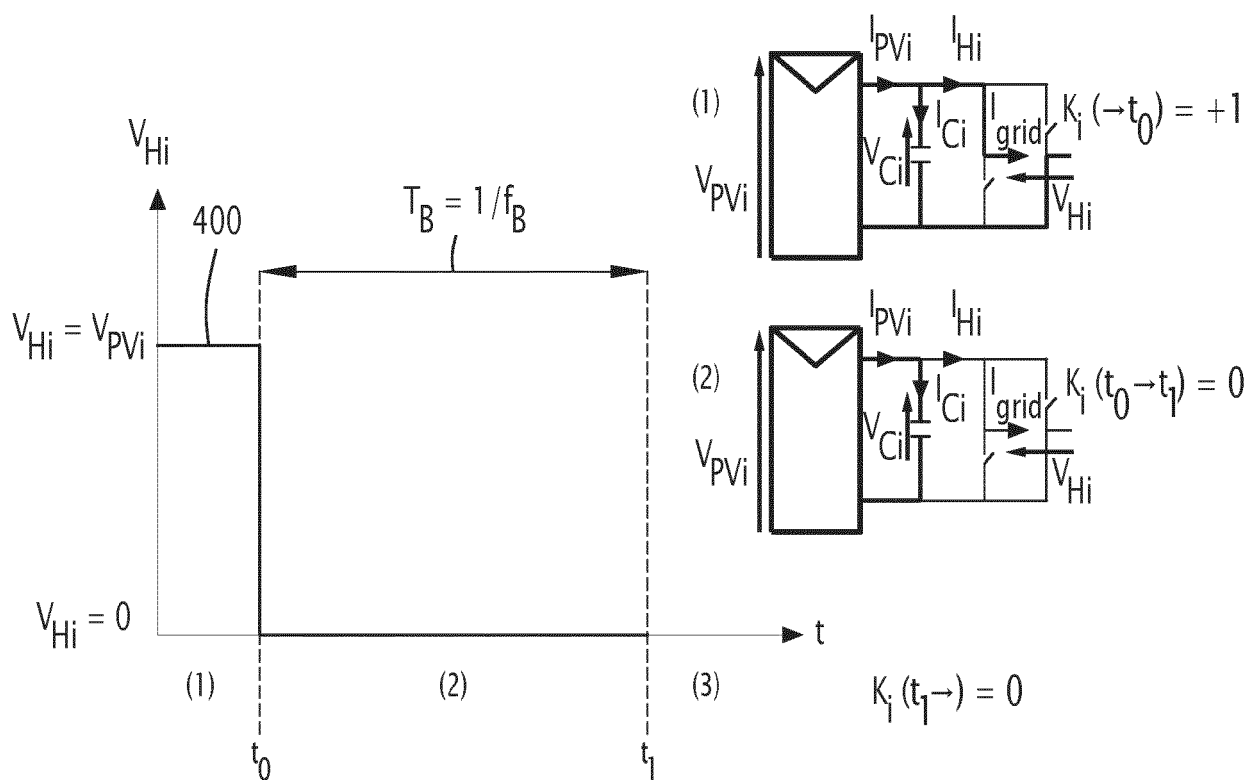 V_Hi
400
T_B = 1/f_B
V_Hi = V_PVi
V_Hi = 0
t
(1)
(2)
(3)
t_0
t_1
(1)
I_PVi
I_Hi
V_PVi
V_Ci
I_Ci
I_grid
K_i (→t_0) = +1
V_Hi
(2)
I_PVi
I_Hi
V_PVi
V_Ci
I_Ci
I_grid
K_i (t_0→t_1) = 0
V_Hi
K_i (t_1→) = 0